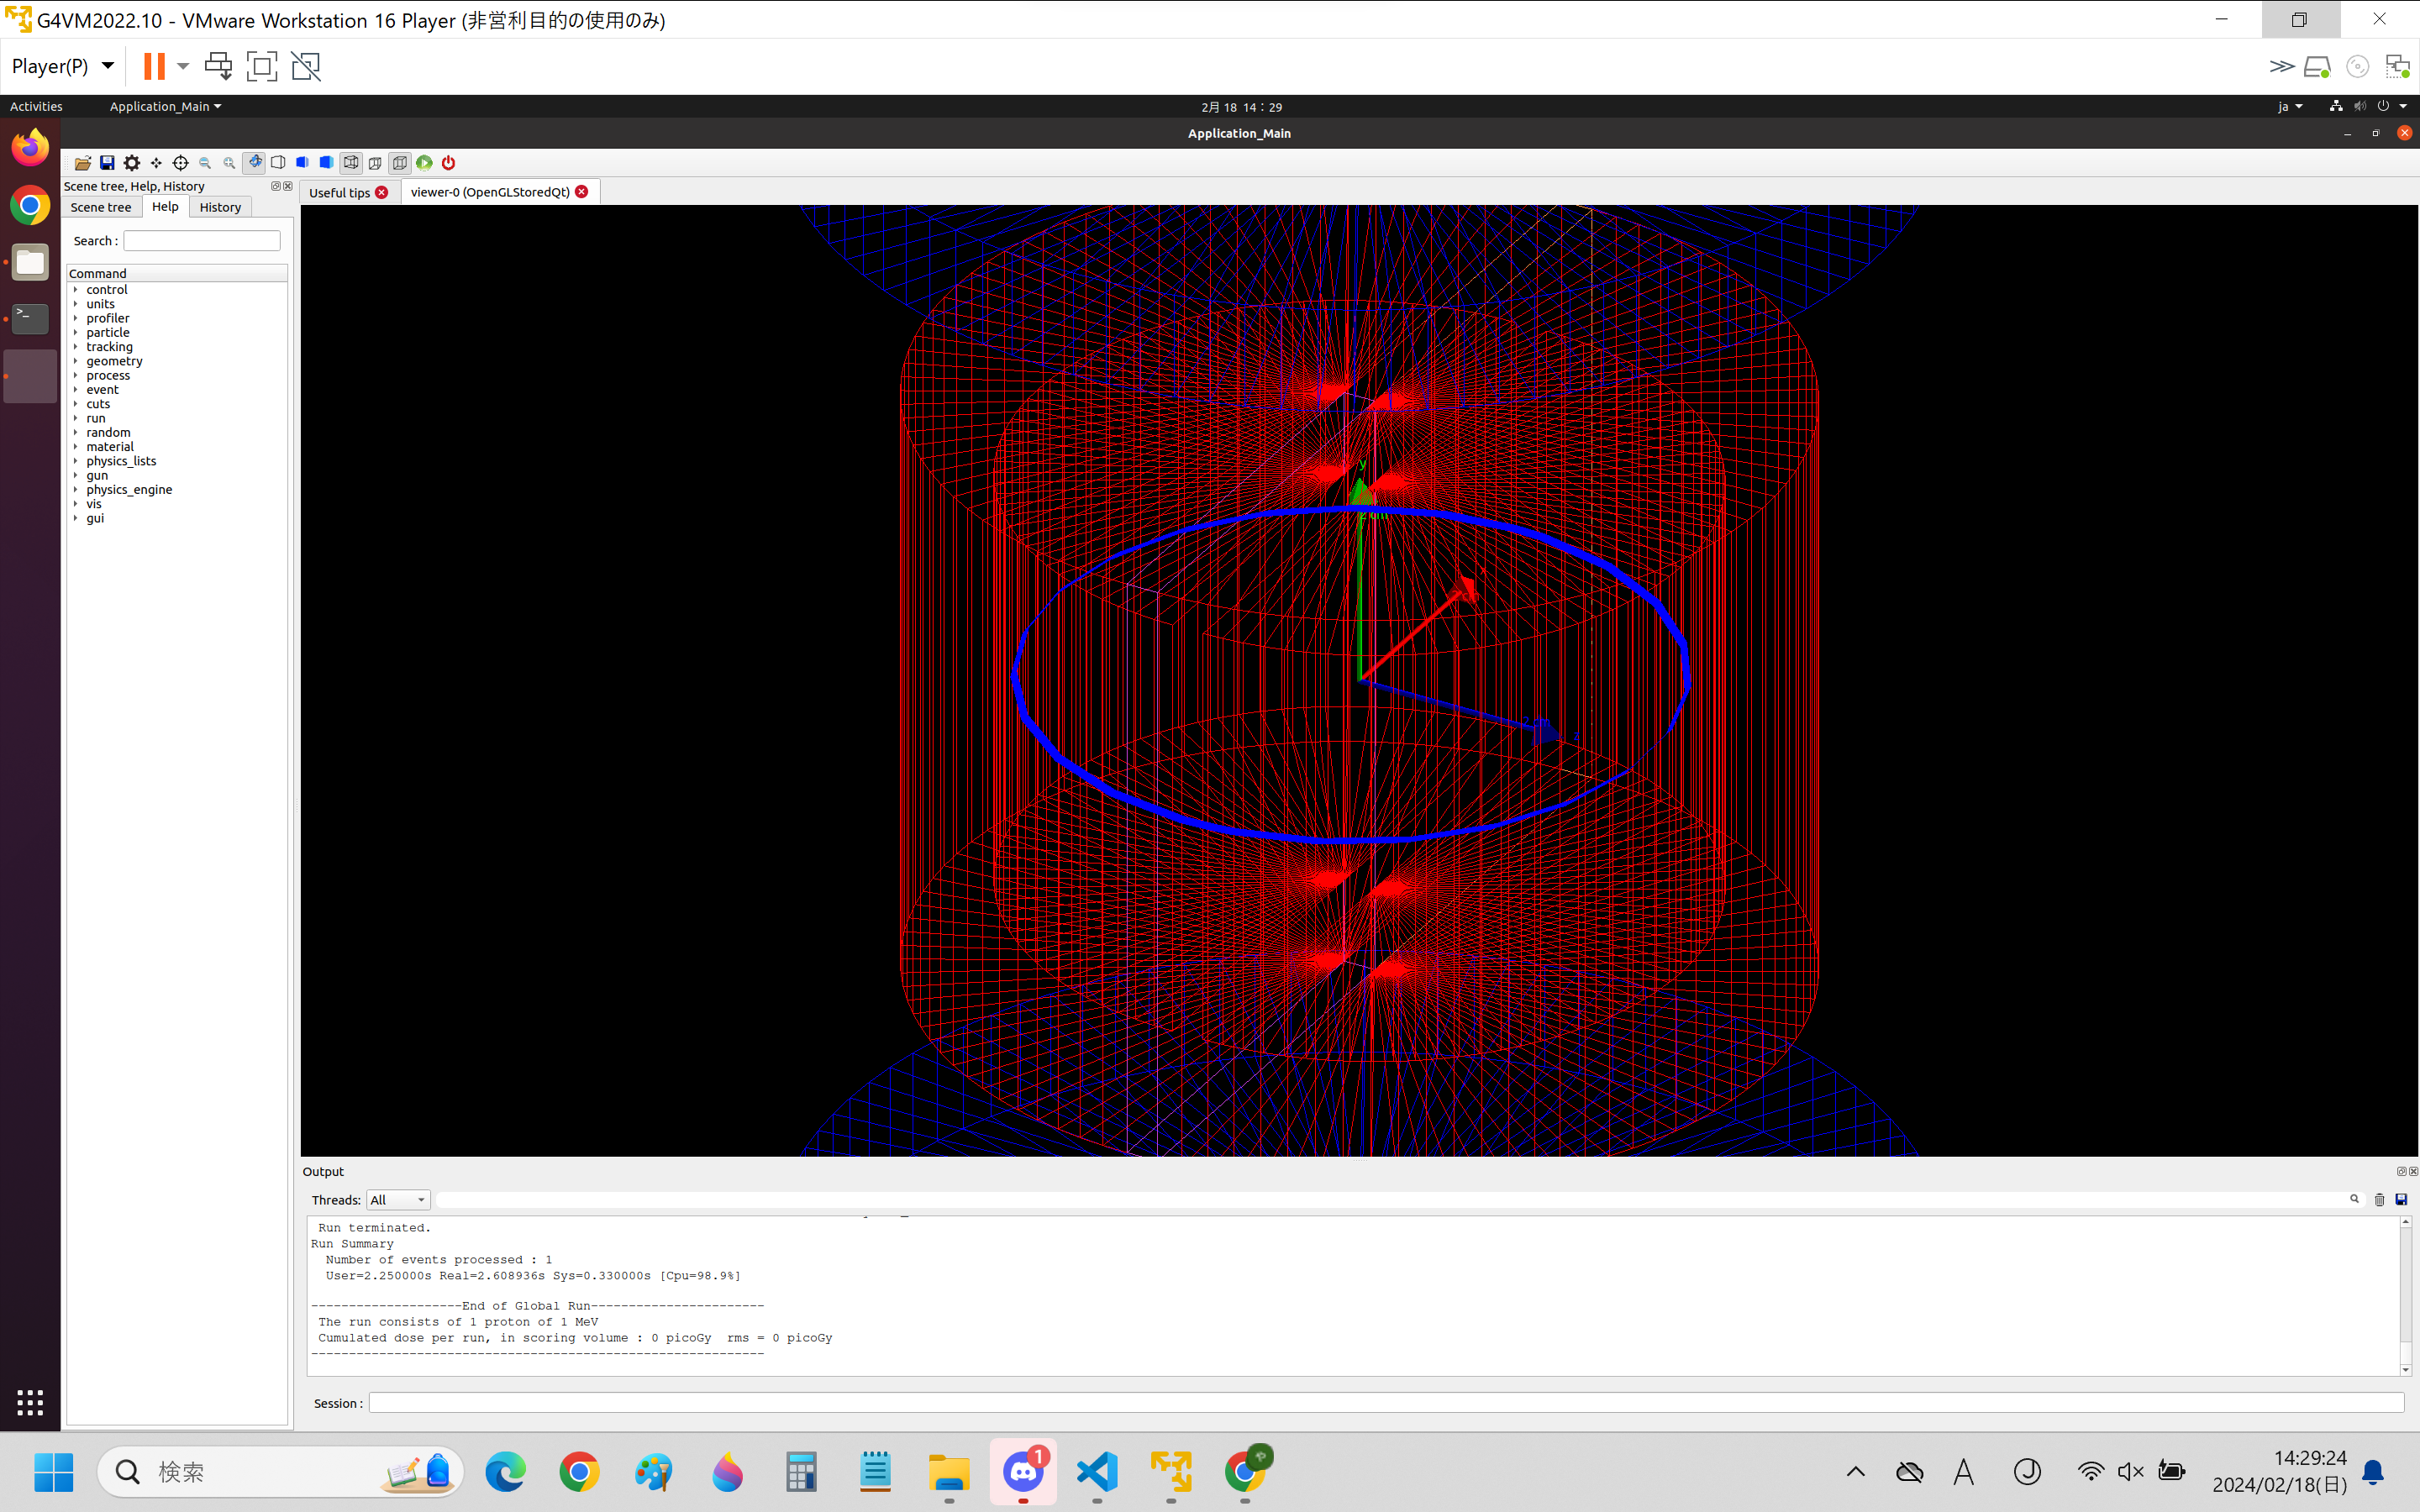 G4VM2022.10 - VMware Workstation 16 Player (非営利目的の使用のみ)
Player(P)
Activities
Application_Main
2月 18 14：29
ja
Application_Main
Scene tree, Help, History
Useful tips
viewer-0 (OpenGLStoredQt)
Scene tree
Help
History
Search :
Command
control
units
profiler
particle
tracking
geometry
process
event
cuts
run
random
material
physics_lists
gun
physics_engine
vis
gui
y
2 cm
z
Output
Threads:
All
Run terminated.
Run Summary
Number of events processed : 1
User=2.250000s Real=2.608936s Sys=0.330000s [Cpu=98.9%]
--------------------End of Global Run-----------------------
The run consists of 1 proton of 1 MeV
Cumulated dose per run, in scoring volume : 0 picoGy rms = 0 picoGy
------------------------------------------------------------
Session :
検索
1
A
J
14:29:24
2024/02/18(日)